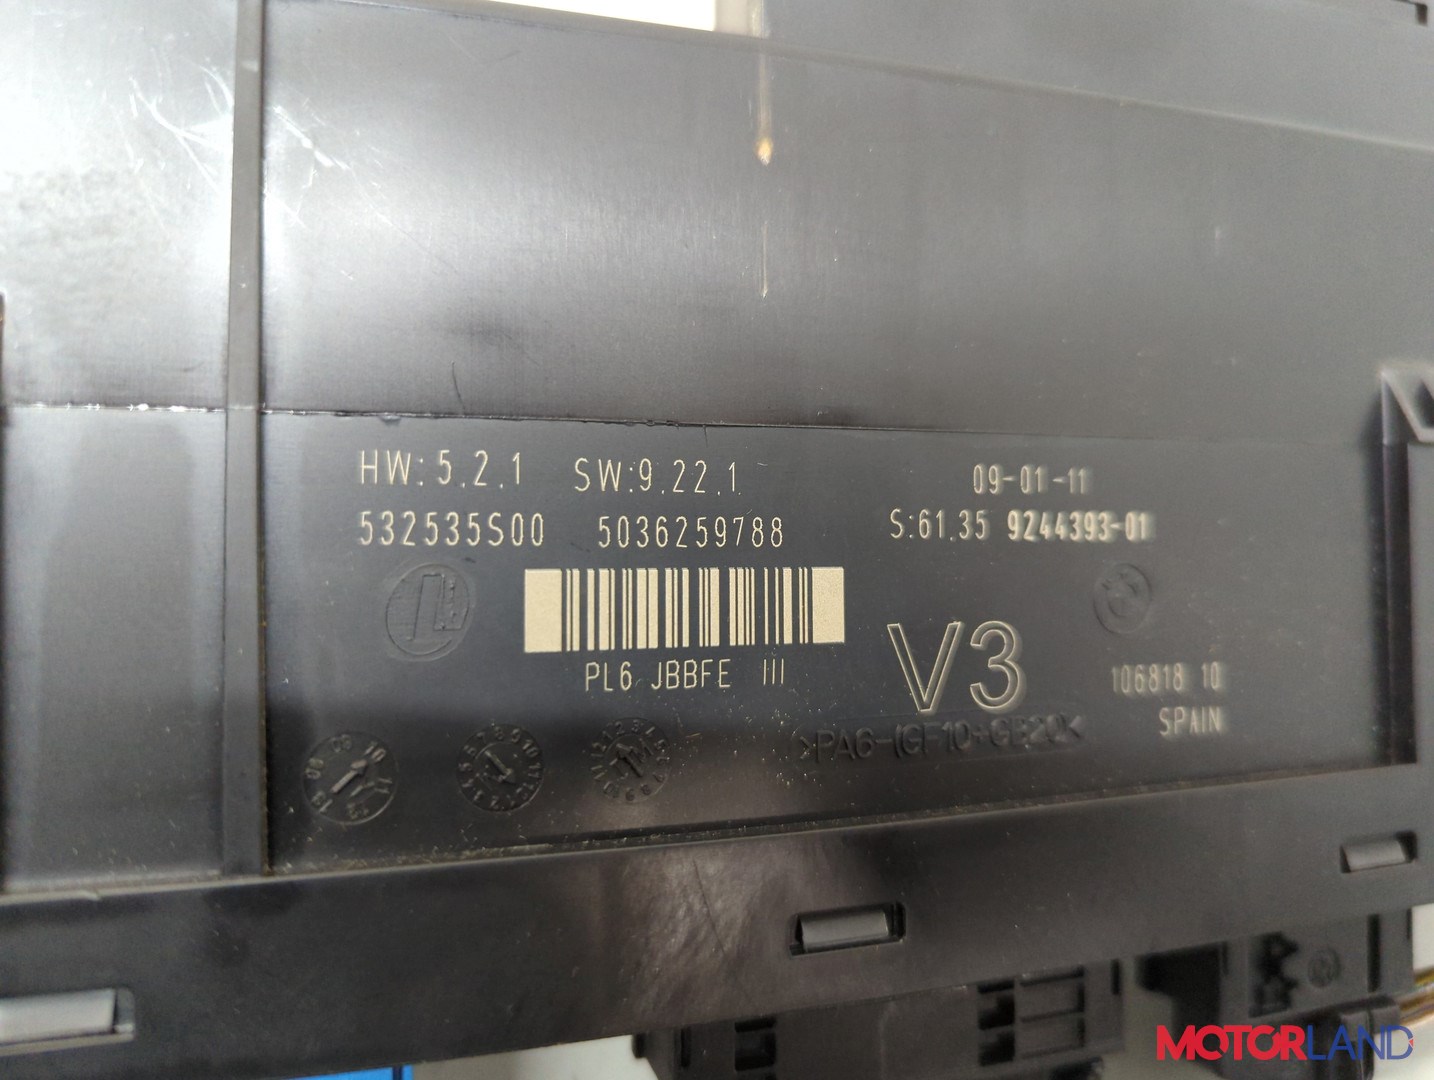 HW:5.2.1 SW:9.22.1 09-01-11
532535S00 5036259788 S:61.35 9244393-01
PL6 JBBFE III
V3
106818 10
SPAIN
>PA6-(GF10+GB20)<
MOTORLAND